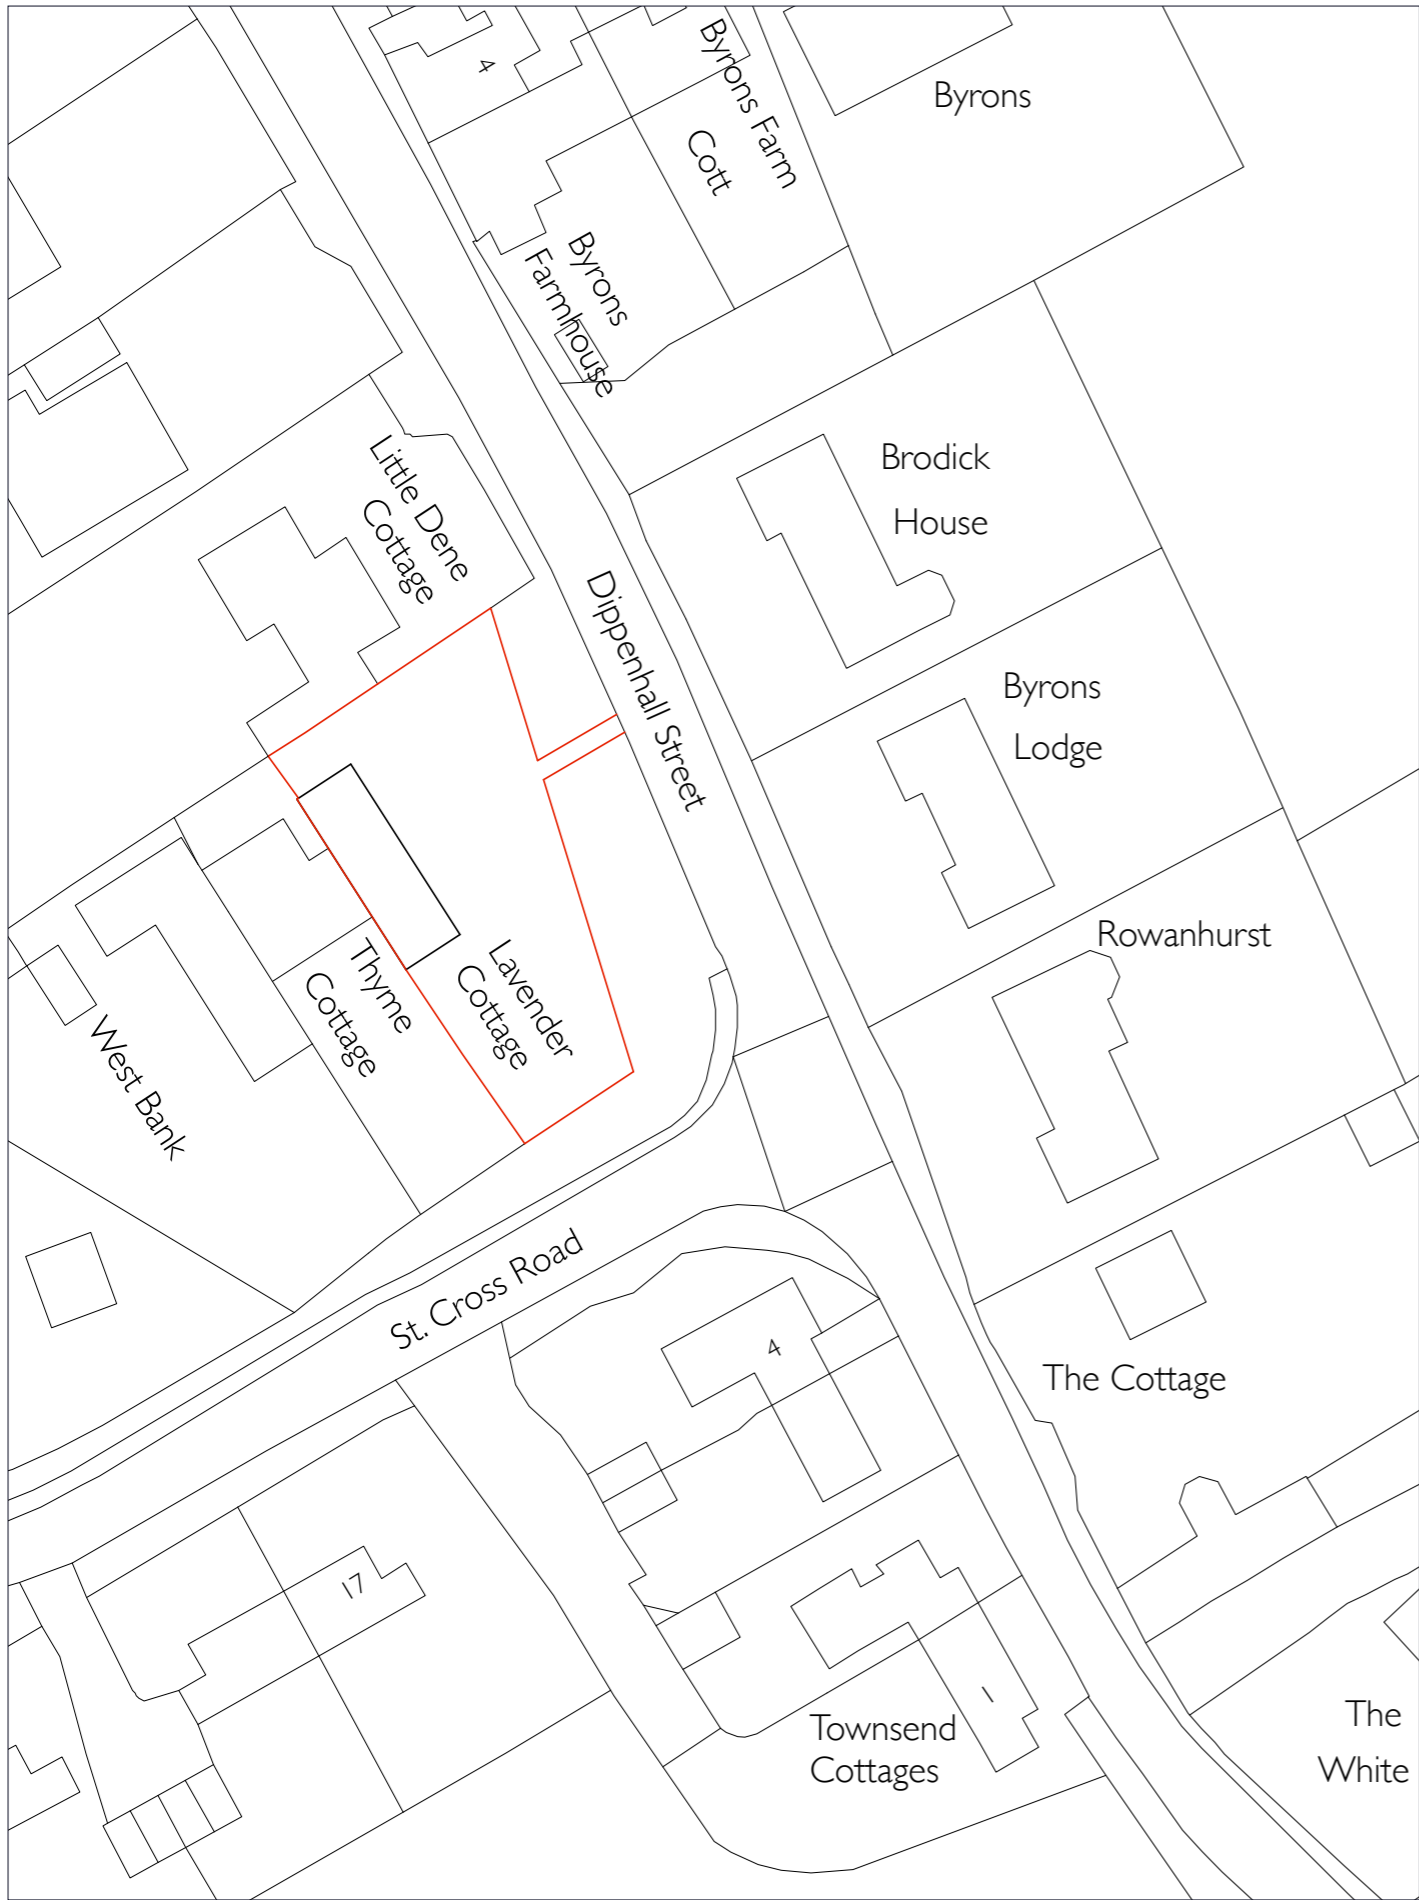 4
Byrons Farm
Cott
Byrons
Byrons
Farmhouse
Brodick
House
Little Dene
Cottage
Dippenhall Street
Byrons
Lodge
Rowanhurst
Lavender
Cottage
Thyme
Cottage
West Bank
St. Cross Road
4
The Cottage
17
1
Townsend
Cottages
The
White